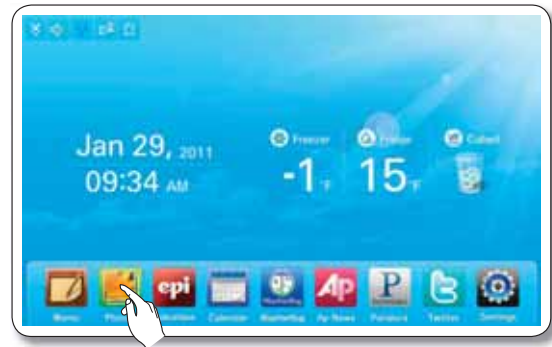 Jan 29, 2011
09:34 AM
Freezer
-1 °F
Fridge
15 °F
Cubed
Memo
epi
Calendar
Ap
Ap News
P
Pandora
Twitter
Settings